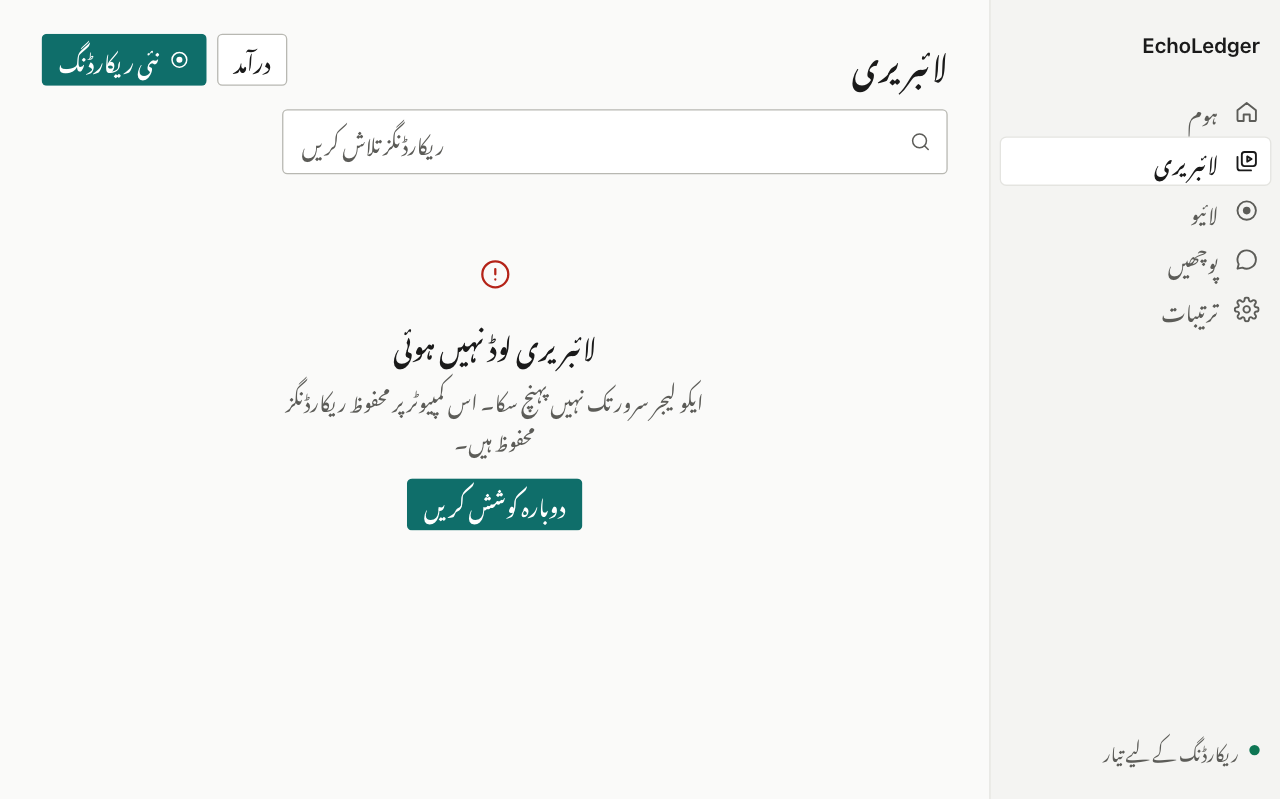 EchoLedger
ہوم
لائبریری
لائیو
پوچھیں
ترتیبات
ریکارڈنگ کے لیے تیار
لائبریری
درآمد
نئی ریکارڈنگ
ریکارڈنگز تلاش کریں
لائبریری لوڈ نہیں ہوئی
ایکو لیجر سرور تک نہیں پہنچ سکا۔ اس کمپیوٹر پر محفوظ ریکارڈنگز
محفوظ ہیں۔
دوبارہ کوشش کریں